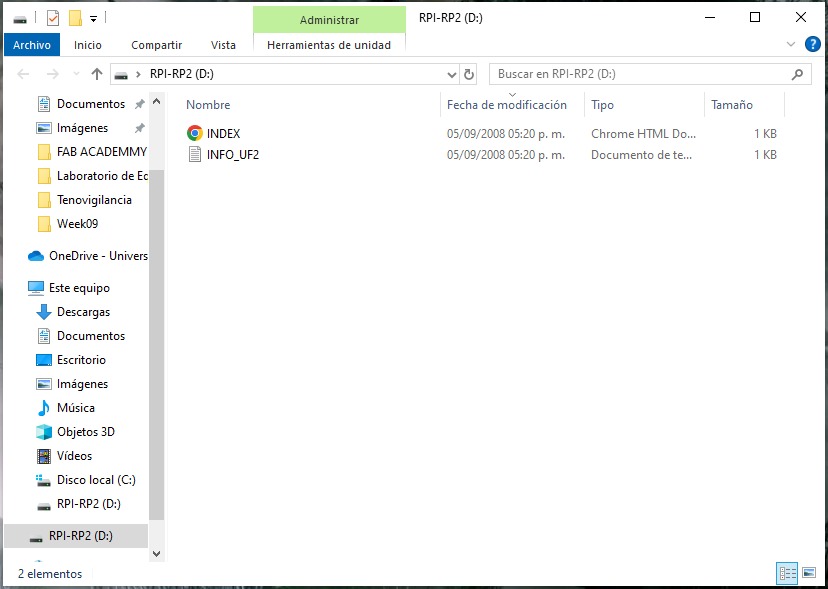 Administrar
RPI-RP2 (D:)
Archivo
Inicio
Compartir
Vista
Herramientas de unidad
RPI-RP2 (D:)
Buscar en RPI-RP2 (D:)
Documentos
Imágenes
FAB ACADEMMY
Laboratorio de Ec
Tenovigilancia
Week09
OneDrive - Univers
Este equipo
Descargas
Documentos
Escritorio
Imágenes
Música
Objetos 3D
Vídeos
Disco local (C:)
RPI-RP2 (D:)
RPI-RP2 (D:)
Nombre Fecha de modificación Tipo Tamaño
INDEX 05/09/2008 05:20 p. m. Chrome HTML Do... 1 KB
INFO_UF2 05/09/2008 05:20 p. m. Documento de te... 1 KB
2 elementos